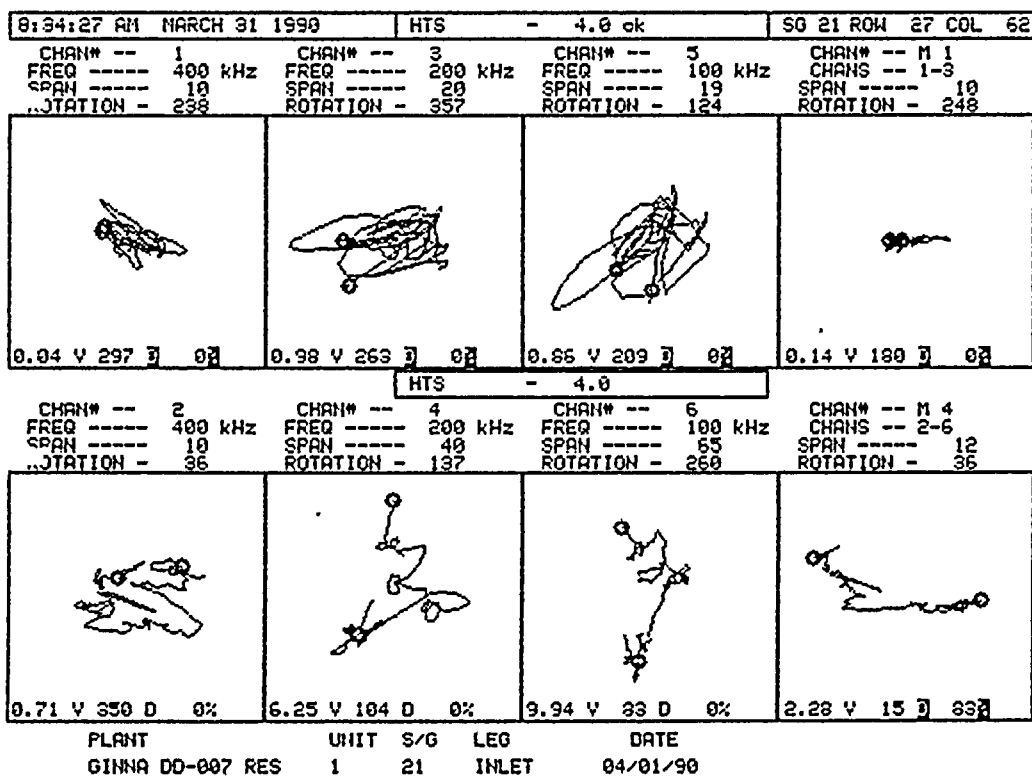 8:34:27 AM MARCH 31 1990 HTS - 4.0 ok SG 21 ROW 27 COL 62
CHAN# -- 1 CHAN# -- 3 CHAN# -- 5 CHAN# -- M 1
FREQ ----- 400 kHz FREQ ----- 200 kHz FREQ ----- 100 kHz CHANS -- 1-3
SPAN ----- 10 SPAN ----- 20 SPAN ----- 19 SPAN ----- 10
ROTATION - 238 ROTATION - 357 ROTATION - 124 ROTATION - 248
0.04 V 297 D 0% 0.98 V 263 D 0% 0.86 V 209 D 0% 0.14 V 180 D 0%
HTS - 4.0
CHAN# -- 2 CHAN# -- 4 CHAN# -- 6 CHAN# -- M 4
FREQ ----- 400 kHz FREQ ----- 200 kHz FREQ ----- 100 kHz CHANS -- 2-6
SPAN ----- 10 SPAN ----- 40 SPAN ----- 65 SPAN ----- 12
ROTATION - 36 ROTATION - 137 ROTATION - 260 ROTATION - 36
0.71 V 350 D 0% 6.25 V 104 D 0% 9.94 V 83 D 0% 2.28 V 15 D 83%
PLANT UNIT S/G LEG DATE
GINNA DD-007 RES 1 21 INLET 04/01/90